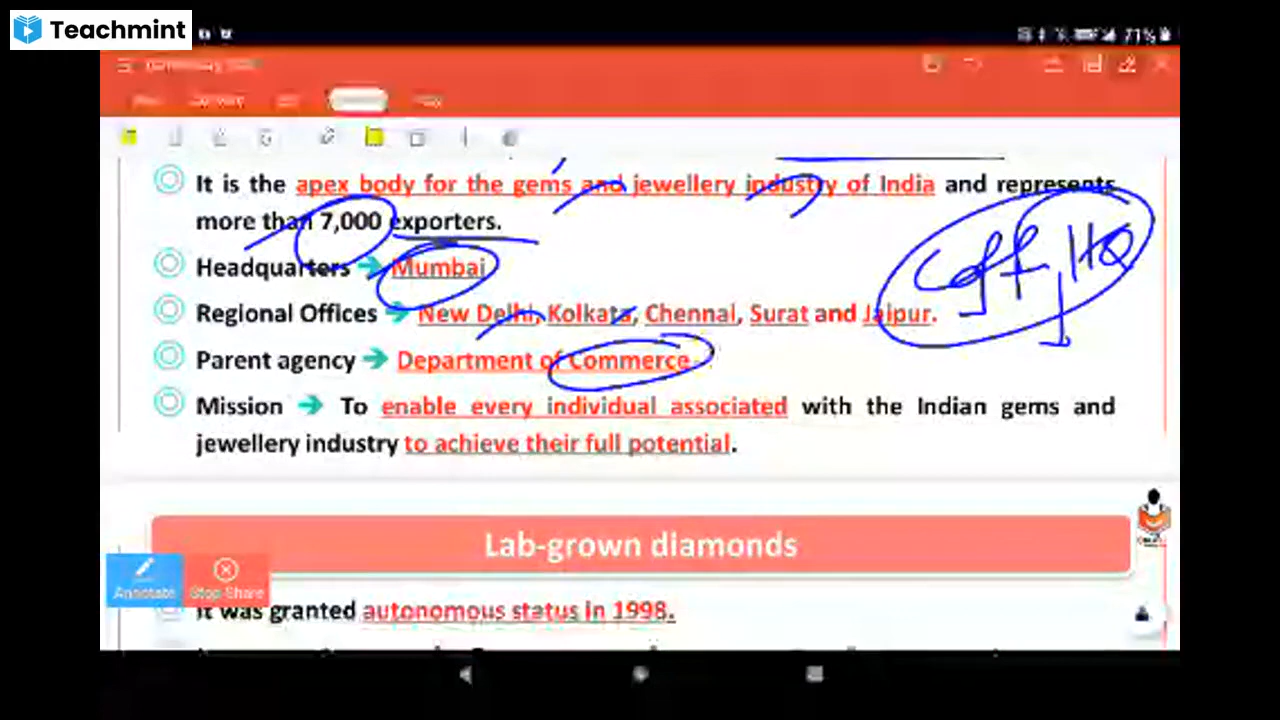 Teachmint
71%
It is the apex body for the gems and jewellery industry of India and represents
more than 7,000 exporters.
Headquarters → Mumbai
Regional Offices → New Delhi, Kolkata, Chennai, Surat and Jaipur.
Parent agency → Department of Commerce
Mission → To enable every individual associated with the Indian gems and
jewellery industry to achieve their full potential.
Lab-grown diamonds
Annotate
Stop Share
It was granted autonomous status in 1998.